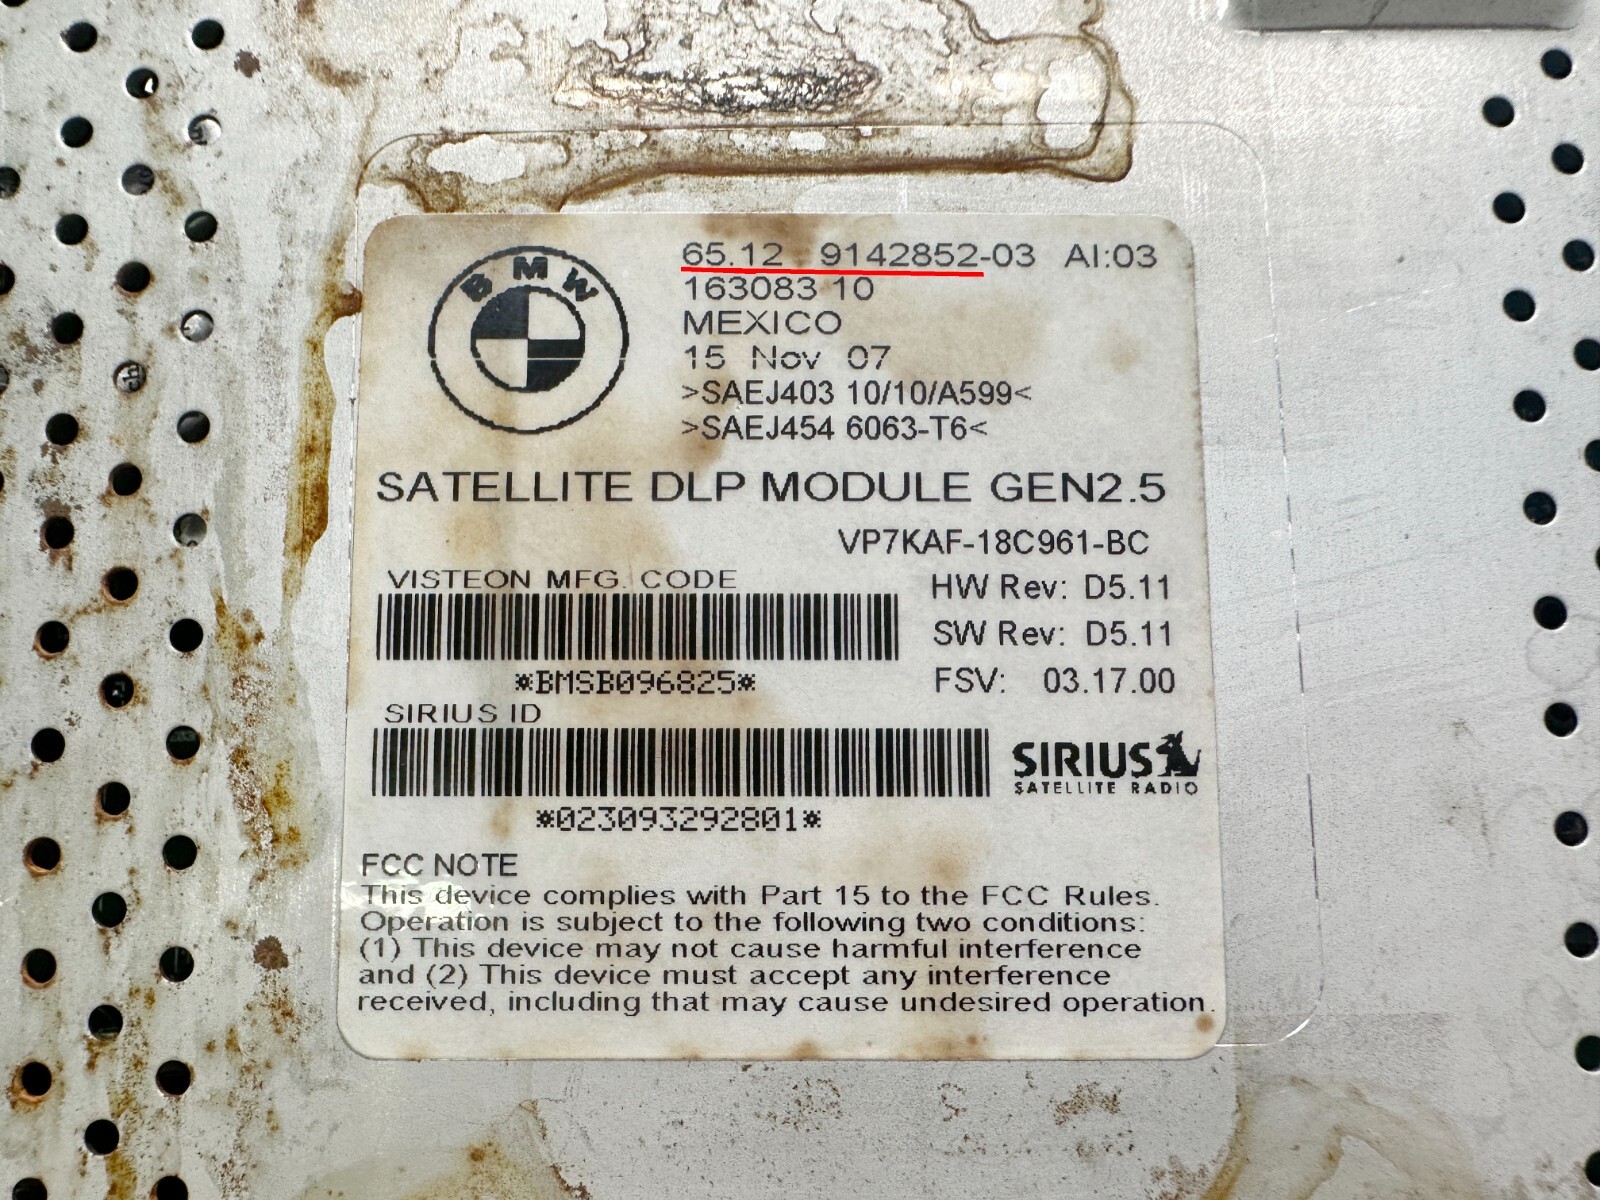 BMW
65.12 9142852-03 AI:03
163083 10
MEXICO
15 Nov 07
>SAEJ403 10/10/A599<
>SAEJ454 6063-T6<
SATELLITE DLP MODULE GEN2.5
VP7KAF-18C961-BC
VISTEON MFG. CODE
HW Rev: D5.11
SW Rev: D5.11
*BMSB096825*
FSV: 03.17.00
SIRIUS ID
SIRIUS
SATELLITE RADIO
*023093292801*
FCC NOTE
This device complies with Part 15 to the FCC Rules.
Operation is subject to the following two conditions:
(1) This device may not cause harmful interference
and (2) This device must accept any interference
received, including that may cause undesired operation.